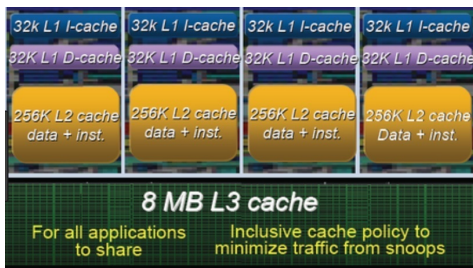 32k L1 I-cache
32k L1 I-cache
32k L1 I-cache
32k L1 I-cache
32K L1 D-cache
32K L1 D-cache
32K L1 D-cache
32K L1 D-cache
256K L2 cache
data + inst.
256K L2 cache
data + inst.
256K L2 cache
data + inst.
256K L2 cache
Data + inst.
8 MB L3 cache
For all applications
to share
Inclusive cache policy to
minimize traffic from snoops